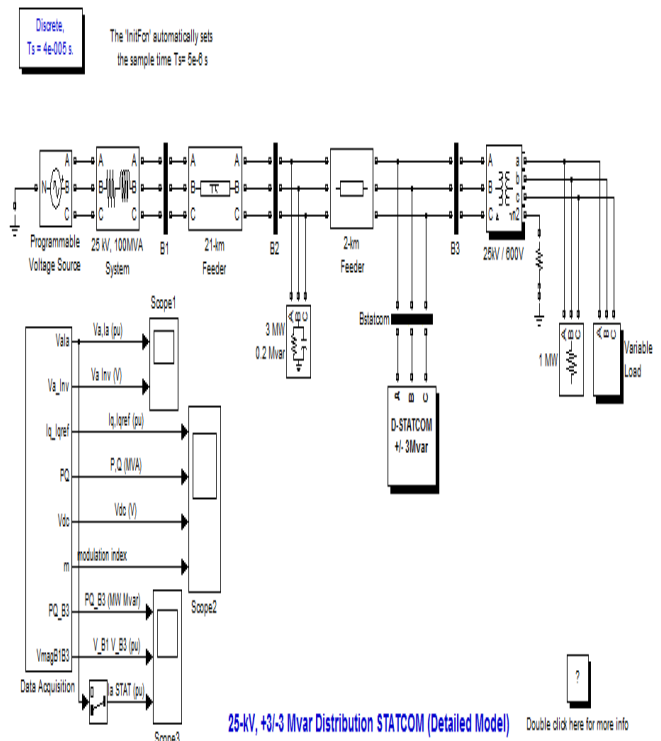 Discrete,
Ts = 4e-005 s.
The 'InitFcn' automatically sets
the sample time Ts= 5e-6 s
N
A
B
C
Programmable
Voltage Source
A
B
C
A
B
C
25 kV, 100MVA
System
B1
A
B
C
A
B
C
21-km
Feeder
B2
2-km
Feeder
B3
A
B
C
a
b
c
n2
25kV / 600V
A
B
C
3 MW
0.2 Mvar
Bstatcom
A
B
C
D-STATCOM
+/- 3Mvar
A
B
C
1 MW
A
B
C
Variable
Load
VaIa
Va_Inv
Iq_Iqref
PQ
Vdc
m
PQ_B3
VmagB1B3
Data Acquisition
Va,Ia (pu)
Va Inv (V)
Iq,Iqref (pu)
P,Q (MVA)
Vdc (V)
modulation index
PQ_B3 (MW Mvar)
V_B1 V_B3 (pu)
Ia STAT (pu)
Scope1
Scope2
Scope3
25-kV, +3/-3 Mvar Distribution STATCOM (Detailed Model)
?
Double click here for more info